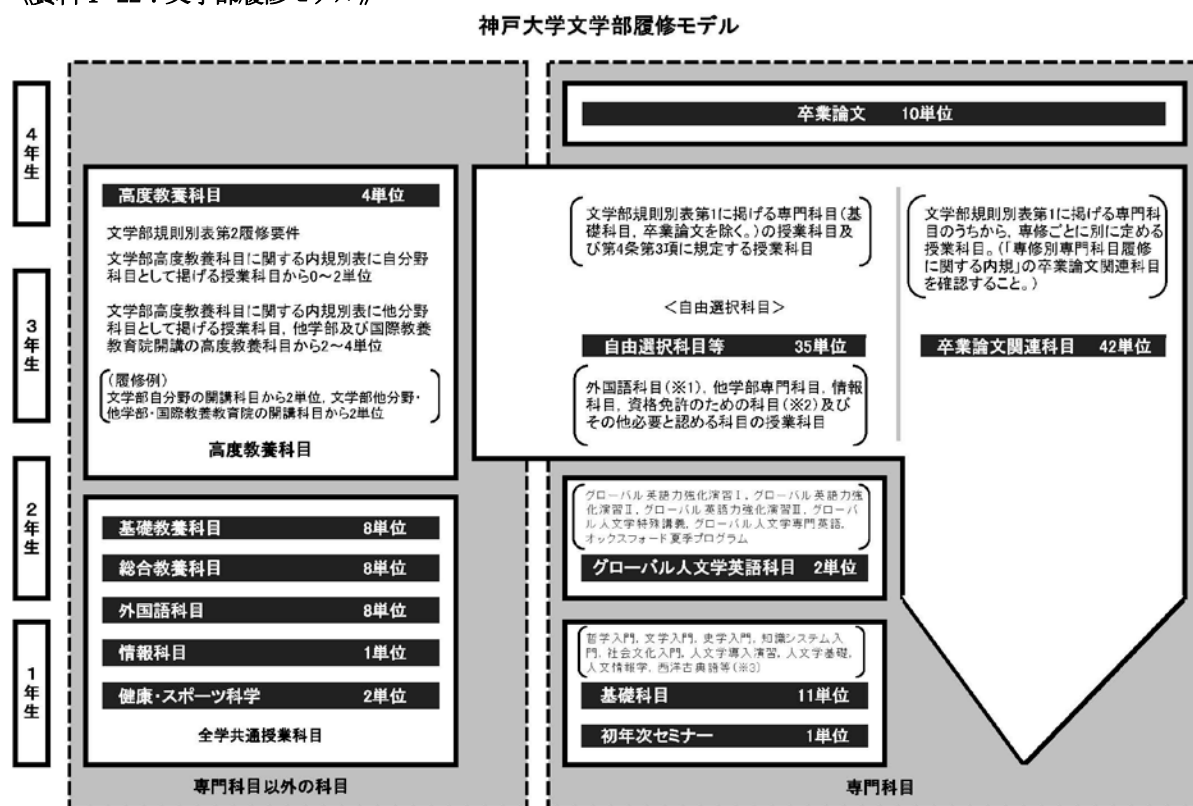 《資料Ⅰ-22：文学部履修モデル》
神戸大学文学部履修モデル
4年生
3年生
2年生
1年生
高度教養科目 4単位
文学部規則別表第2履修要件
文学部高度教養科目に関する内規別表に自分野
科目として掲げる授業科目から0～2単位
文学部高度教養科目に関する内規別表に他分野
科目として掲げる授業科目，他学部及び国際教養
教育院開講の高度教養科目から2～4単位
（履修例）
文学部自分野の開講科目から2単位，文学部他分野・
他学部・国際教養教育院の開講科目から2単位
高度教養科目
基礎教養科目 8単位
総合教養科目 8単位
外国語科目 8単位
情報科目 1単位
健康・スポーツ科学 2単位
全学共通授業科目
専門科目以外の科目
卒業論文 10単位
文学部規則別表第1に掲げる専門科目（基
礎科目，卒業論文を除く。）の授業科目及
び第4条第3項に規定する授業科目
＜自由選択科目＞
自由選択科目等 35単位
外国語科目（※1），他学部専門科目，情報
科目，資格免許のための科目（※2）及び
その他必要と認める科目の授業科目
文学部規則別表第1に掲げる専門科
目のうちから，専修ごとに別に定める
授業科目。（「専修別専門科目履修
に関する内規」の卒業論文関連科目
を確認すること。）
卒業論文関連科目 42単位
グローバル英語力強化演習Ⅰ，グローバル英語力強
化演習Ⅱ，グローバル英語力強化演習Ⅲ，グローバ
ル人文学特殊講義，グローバル人文学専門英語，
オックスフォード夏季プログラム
グローバル人文学英語科目 2単位
哲学入門，文学入門，史学入門，知識システム入
門，社会文化入門，人文学導入演習，人文学基礎，
人文情報学，西洋古典語等（※3）
基礎科目 11単位
初年次セミナー 1単位
専門科目